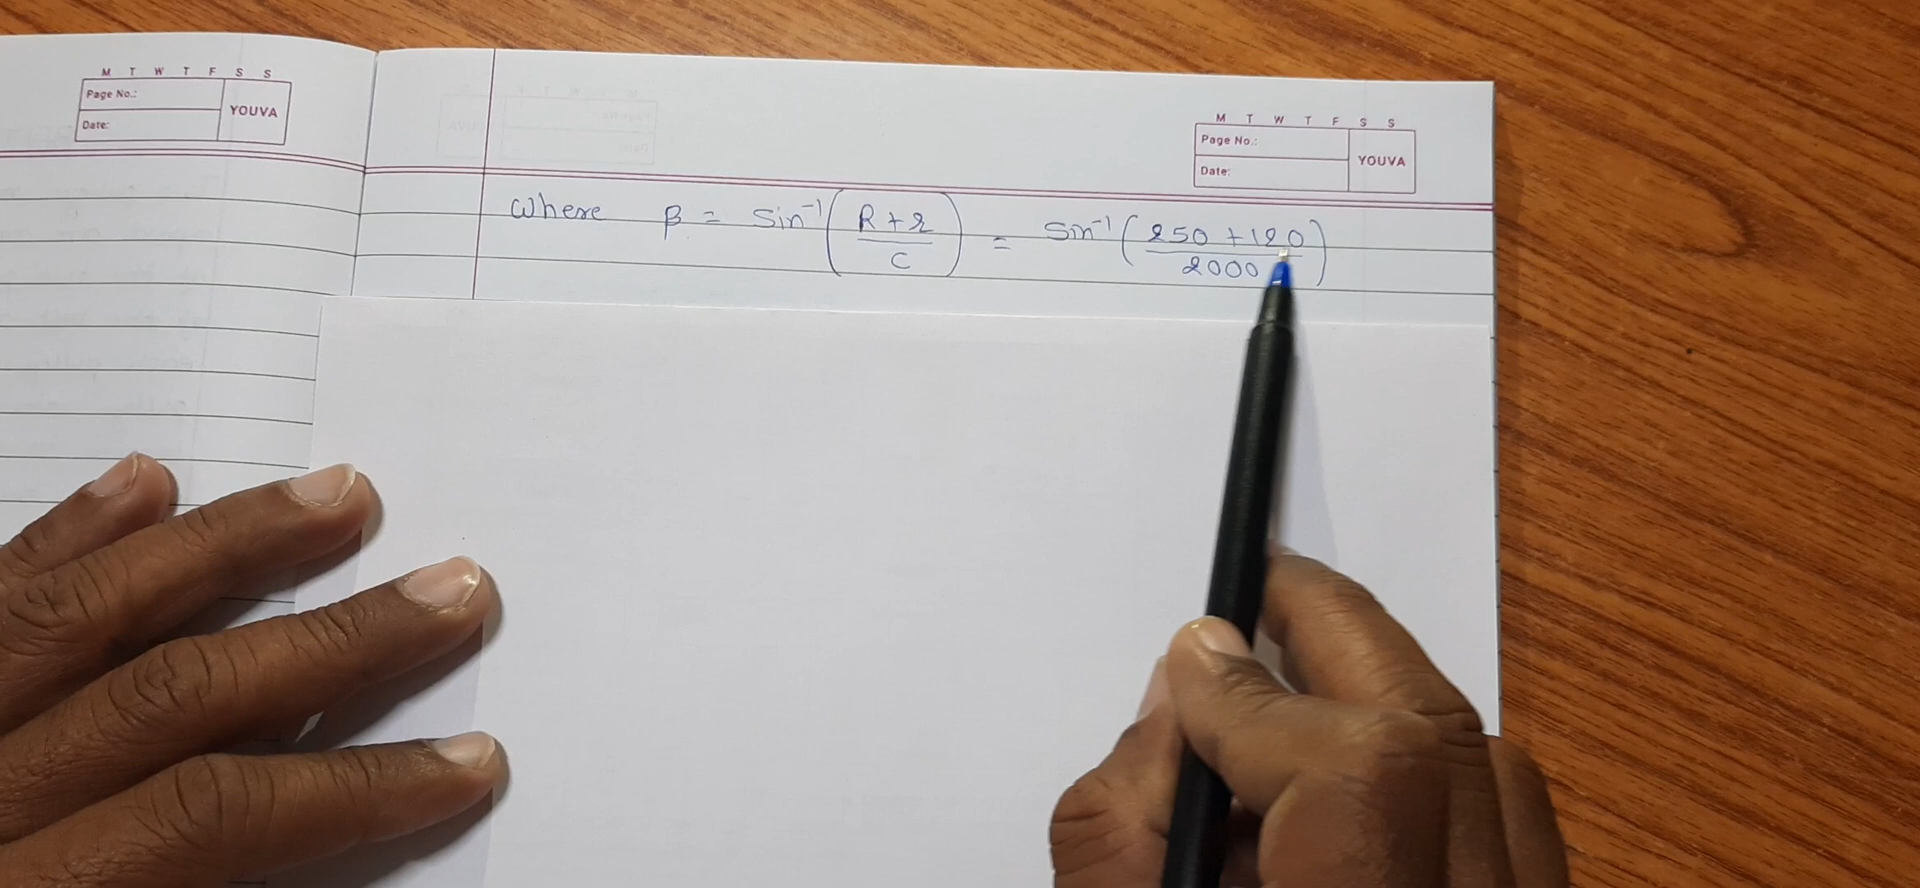 M T W T F S S
Page No.:
YOUVA
Date:
M T W T F S S
Page No.:
YOUVA
Date:
Where β = Sin⁻¹((R+r)/C) = Sin⁻¹((250+120)/2000)